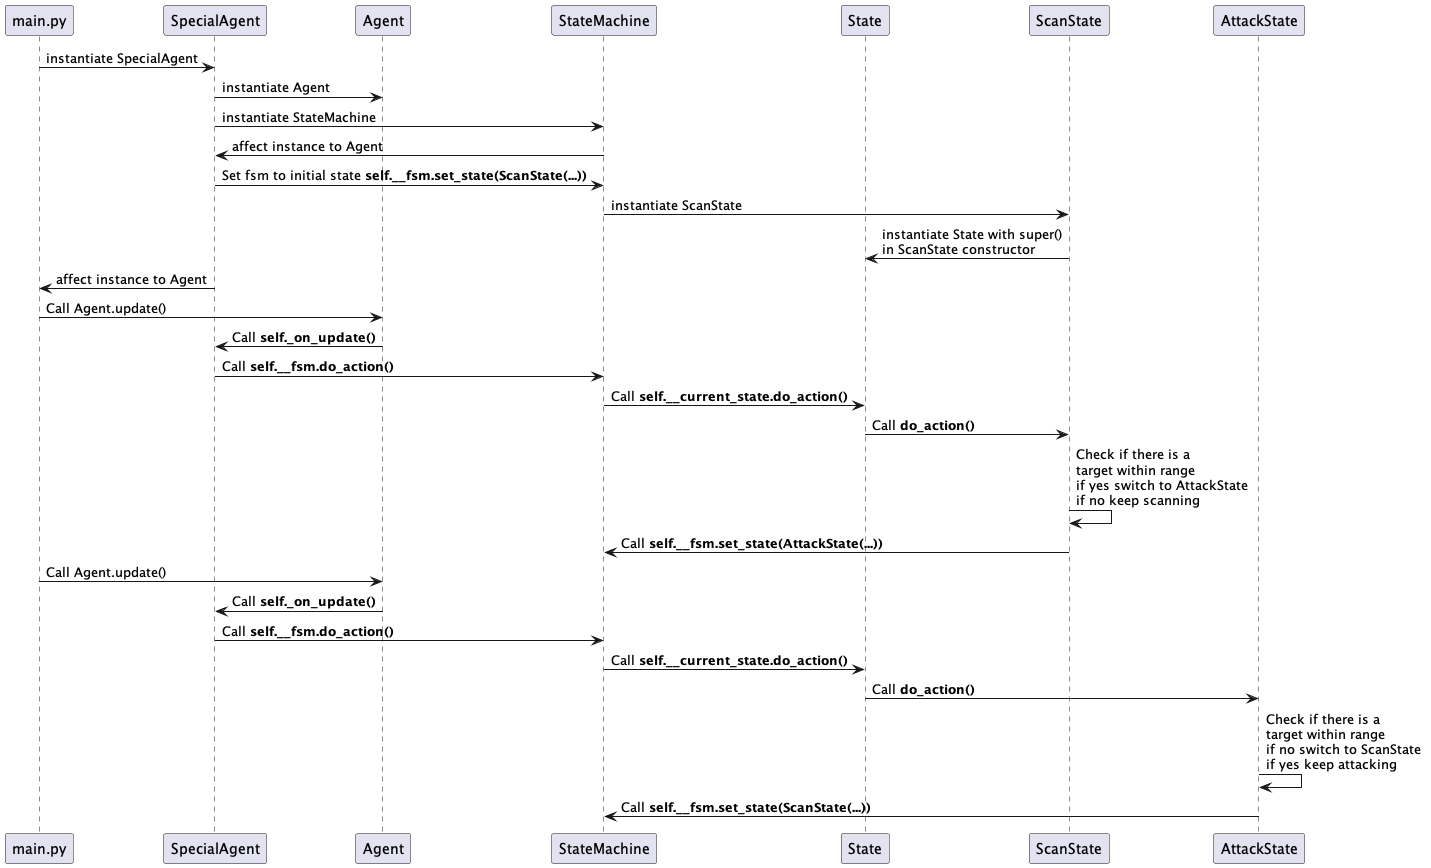 main.py SpecialAgent Agent StateMachine State ScanState AttackState
instantiate SpecialAgent
instantiate Agent
instantiate StateMachine
affect instance to Agent
Set fsm to initial state self.__fsm.set_state(ScanState(...))
instantiate ScanState
instantiate State with super()
in ScanState constructor
affect instance to Agent
Call Agent.update()
Call self._on_update()
Call self.__fsm.do_action()
Call self.__current_state.do_action()
Call do_action()
Check if there is a
target within range
if yes switch to AttackState
if no keep scanning
Call self.__fsm.set_state(AttackState(...))
Call Agent.update()
Call self._on_update()
Call self.__fsm.do_action()
Call self.__current_state.do_action()
Call do_action()
Check if there is a
target within range
if no switch to ScanState
if yes keep attacking
Call self.__fsm.set_state(ScanState(...))
main.py SpecialAgent Agent StateMachine State ScanState AttackState